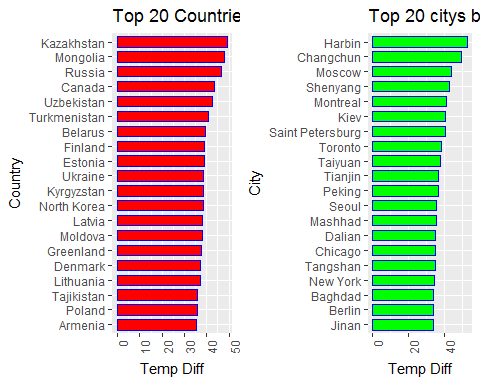 Top 20 Countrie
Country
Kazakhstan
Mongolia
Russia
Canada
Uzbekistan
Turkmenistan
Belarus
Finland
Estonia
Ukraine
Kyrgyzstan
North Korea
Latvia
Moldova
Greenland
Denmark
Lithuania
Tajikistan
Poland
Armenia
0 10 20 30 40 50
Temp Diff
Top 20 citys b
City
Harbin
Changchun
Moscow
Shenyang
Montreal
Kiev
Saint Petersburg
Toronto
Taiyuan
Tianjin
Peking
Seoul
Mashhad
Dalian
Chicago
Tangshan
New York
Baghdad
Berlin
Jinan
0 20 40
Temp Diff